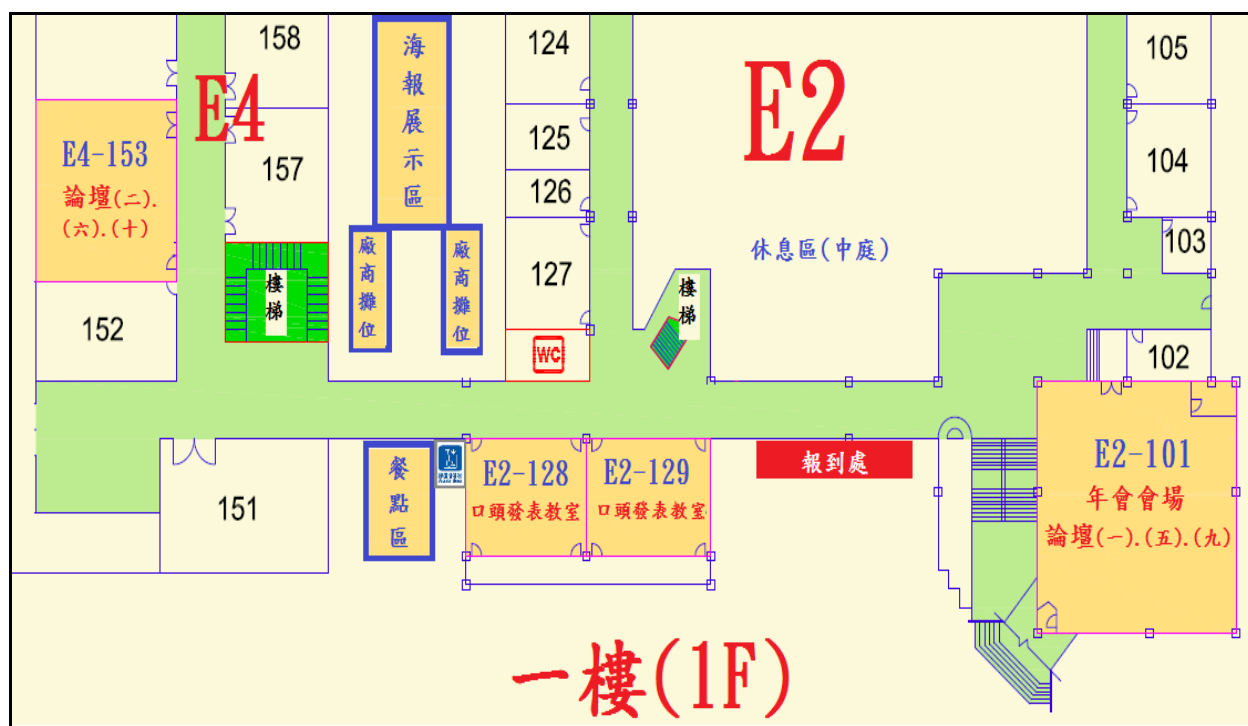 158
海報展示區
124
105
E4
E2
E4-153
論壇(二).
(六).(十)
157
125
104
126
廠商攤位
廠商攤位
127
休息區(中庭)
103
樓梯
樓梯
152
WC
102
151
餐點區
E2-128
口頭發表教室
E2-129
口頭發表教室
報到處
E2-101
年會會場
論壇(一).(五).(九)
一樓(1F)